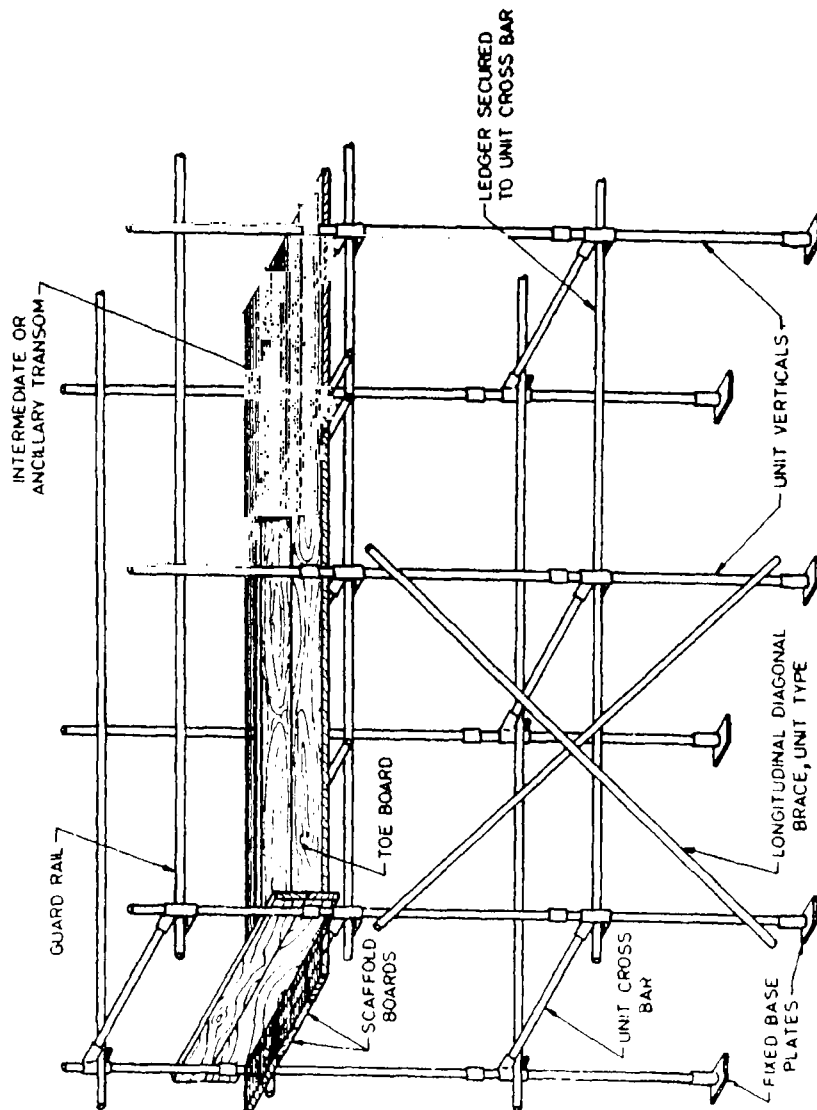 INTERMEDIATE OR
ANCILLARY TRANSOM
GUARD RAIL
LEDGER SECURED
TO UNIT CROSS BAR
TOE BOARD
SCAFFOLD
BOARDS
UNIT CROSS
BAR
UNIT VERTICALS
LONGITUDINAL DIAGONAL
BRACE, UNIT TYPE
FIXED BASE
PLATES